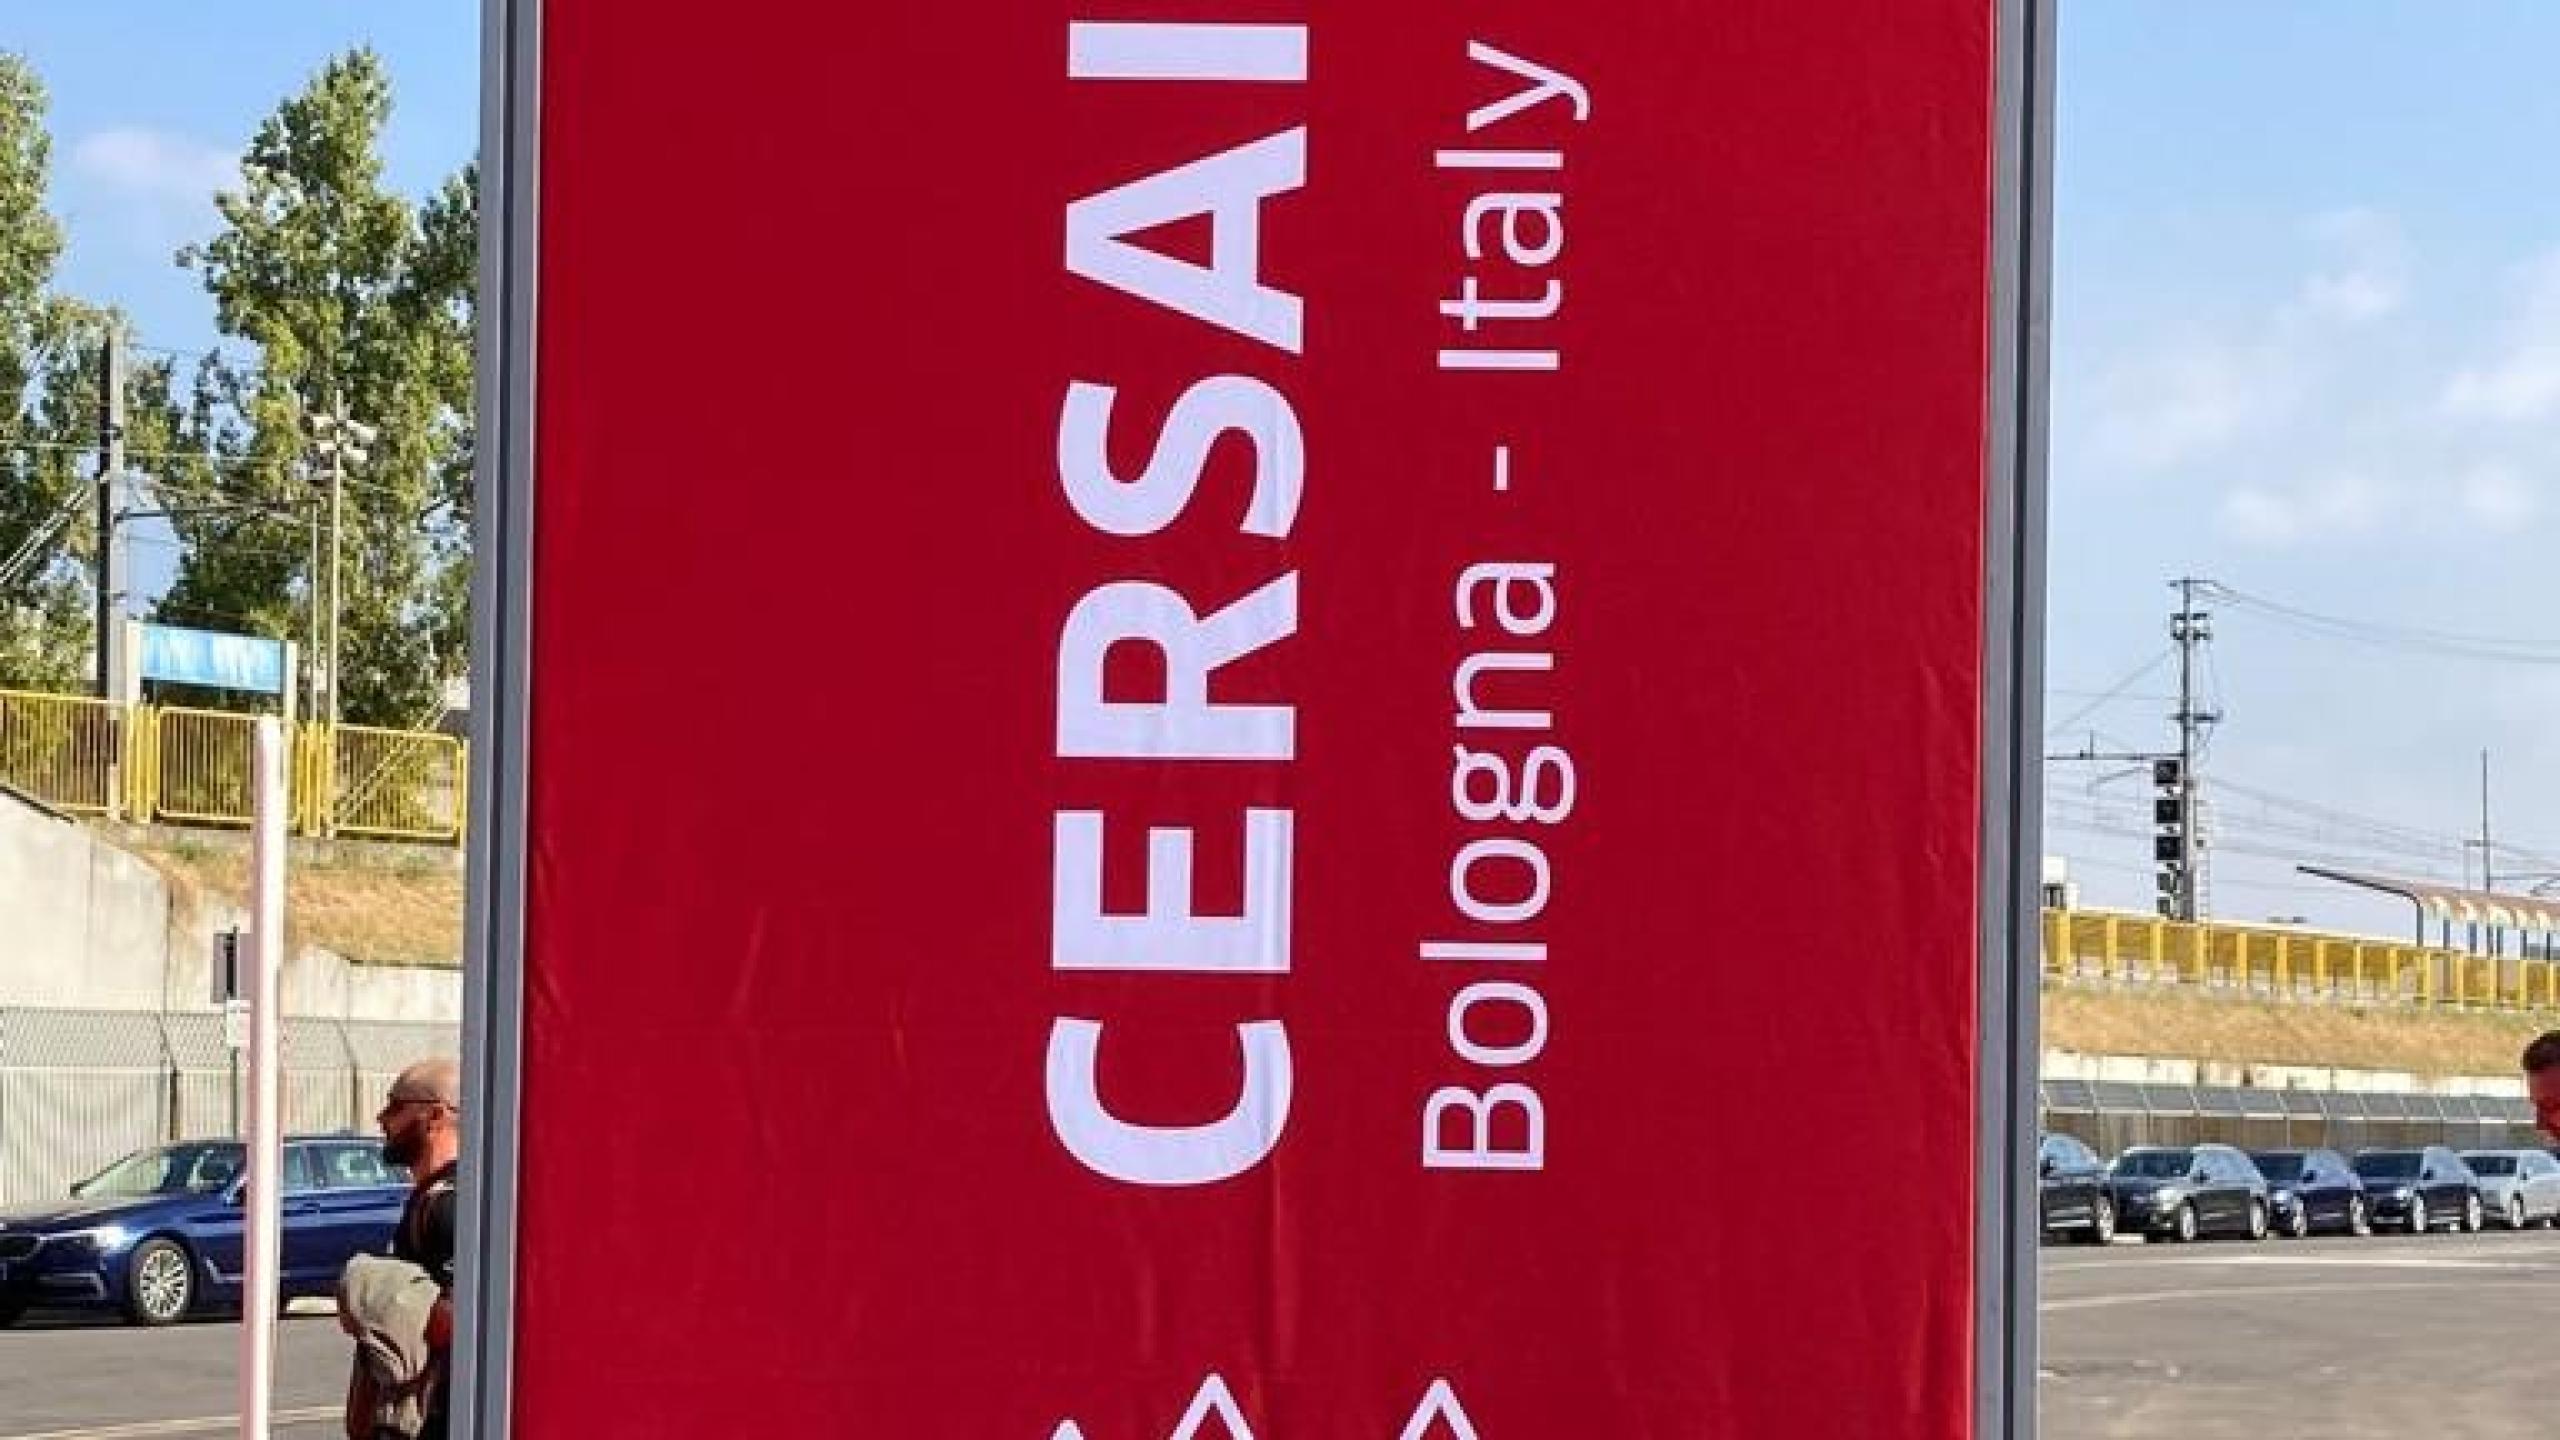 CERSAI
Bologna - Italy